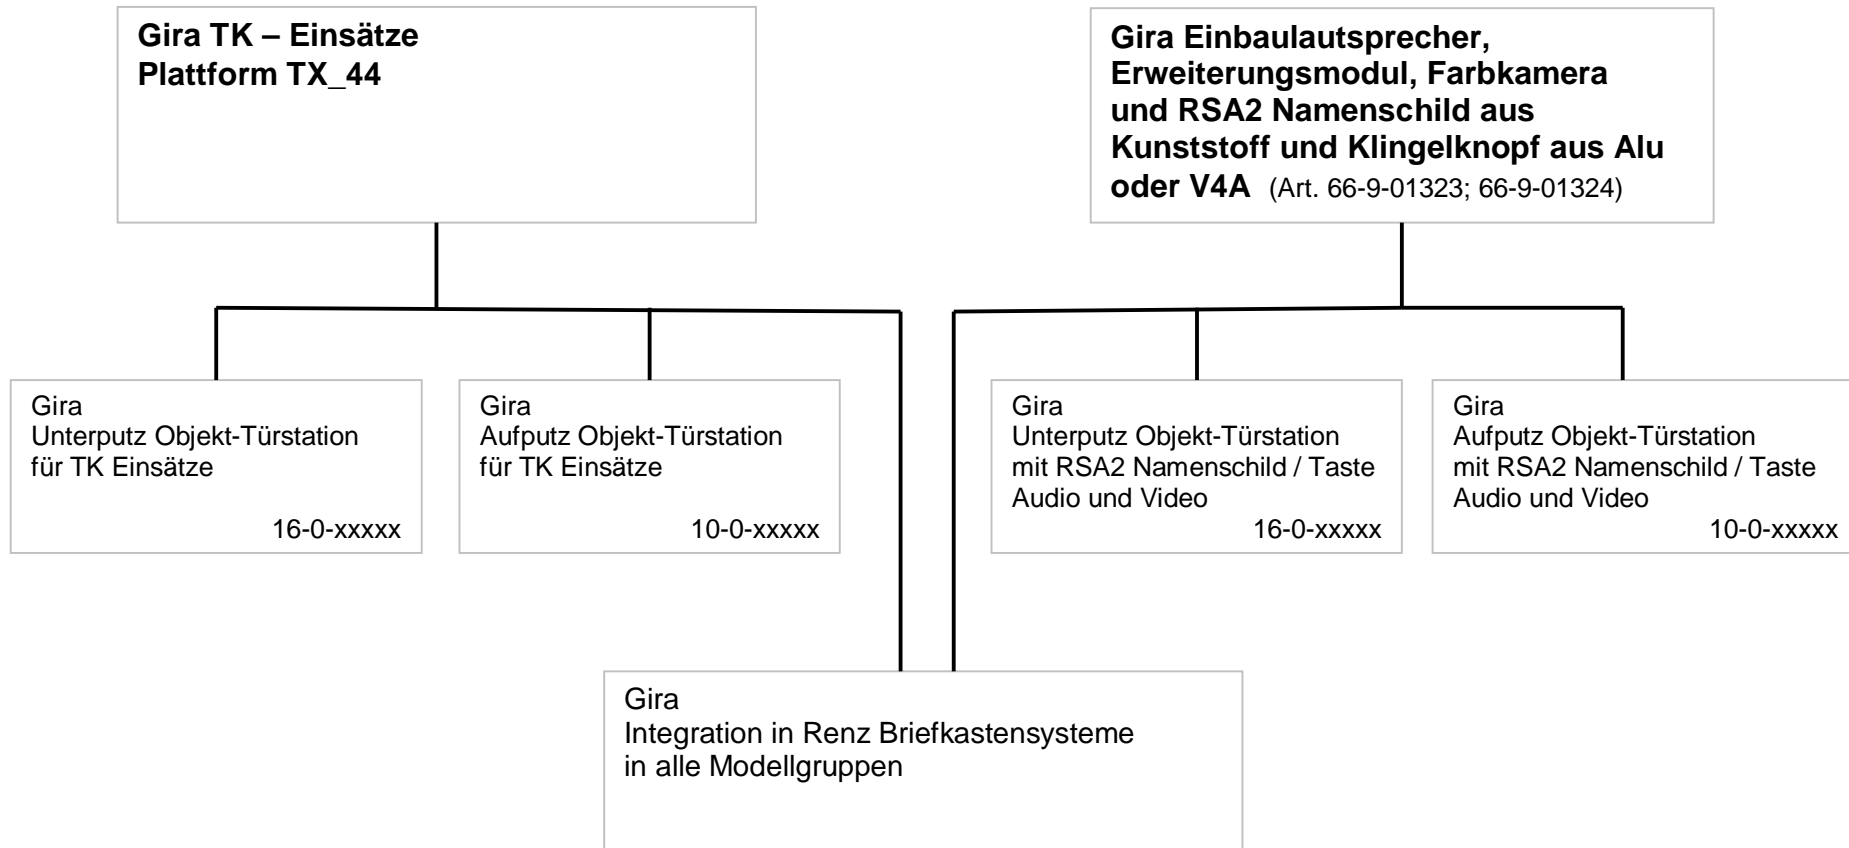 Gira TK – Einsätze
Plattform TX_44
Gira Einbaulautsprecher,
Erweiterungsmodul, Farbkamera
und RSA2 Namenschild aus
Kunststoff und Klingelknopf aus Alu
oder V4A (Art. 66-9-01323; 66-9-01324)
Gira
Unterputz Objekt-Türstation
für TK Einsätze
16-0-xxxxx
Gira
Aufputz Objekt-Türstation
für TK Einsätze
10-0-xxxxx
Gira
Unterputz Objekt-Türstation
mit RSA2 Namenschild / Taste
Audio und Video
16-0-xxxxx
Gira
Aufputz Objekt-Türstation
mit RSA2 Namenschild / Taste
Audio und Video
10-0-xxxxx
Gira
Integration in Renz Briefkastensysteme
in alle Modellgruppen